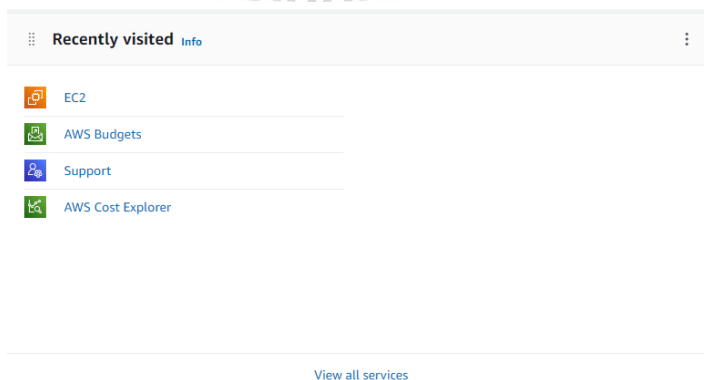 Recently visited Info
EC2
AWS Budgets
Support
AWS Cost Explorer
View all services